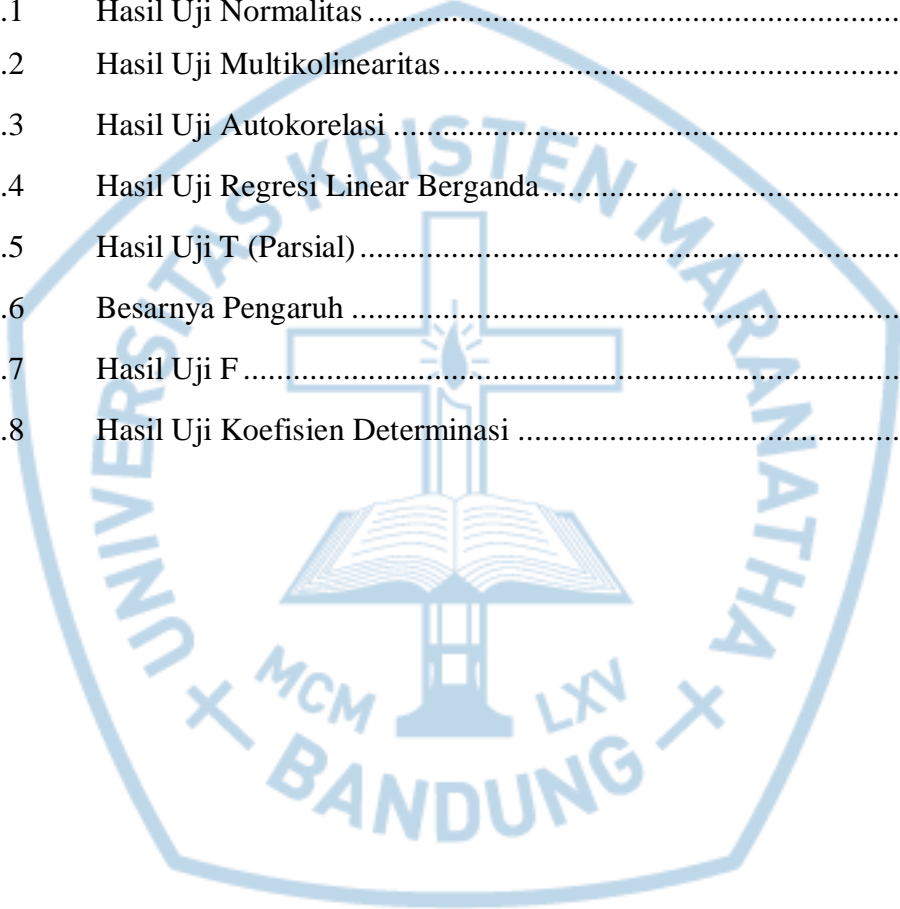 .1 Hasil Uji Normalitas ................................................................................
.2 Hasil Uji Multikolinearitas.....................................................................
.3 Hasil Uji Autokorelasi ............................................................................
.4 Hasil Uji Regresi Linear Berganda......................................................
.5 Hasil Uji T (Parsial) .................................................................................
.6 Besarnya Pengaruh ..................................................................................
.7 Hasil Uji F ..................................................................................................
.8 Hasil Uji Koefisien Determinasi .........................................................
UNIVERSITAS KRISTEN MARANATHA
MCM LXV
BANDUNG